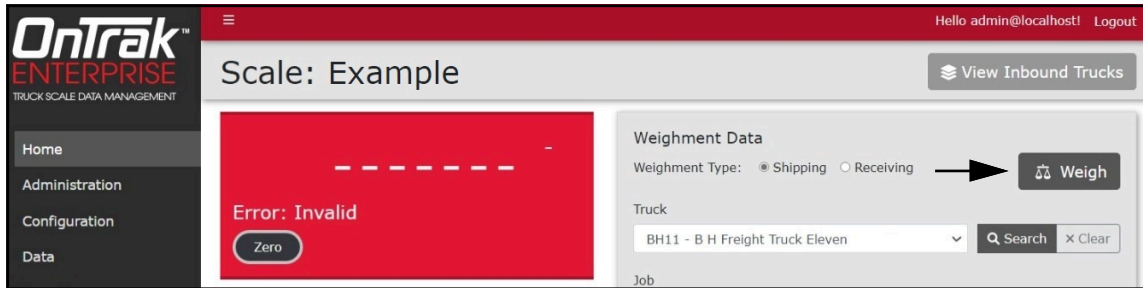 OnTrak™
ENTERPRISE
TRUCK SCALE DATA MANAGEMENT
Home
Administration
Configuration
Data
Hello admin@localhost! Logout
Scale: Example
View Inbound Trucks
- - - - - - -
-
Error: Invalid
Zero
Weighment Data
Weighment Type: Shipping Receiving
Weigh
Truck
BH11 - B H Freight Truck Eleven
Search
× Clear
Job